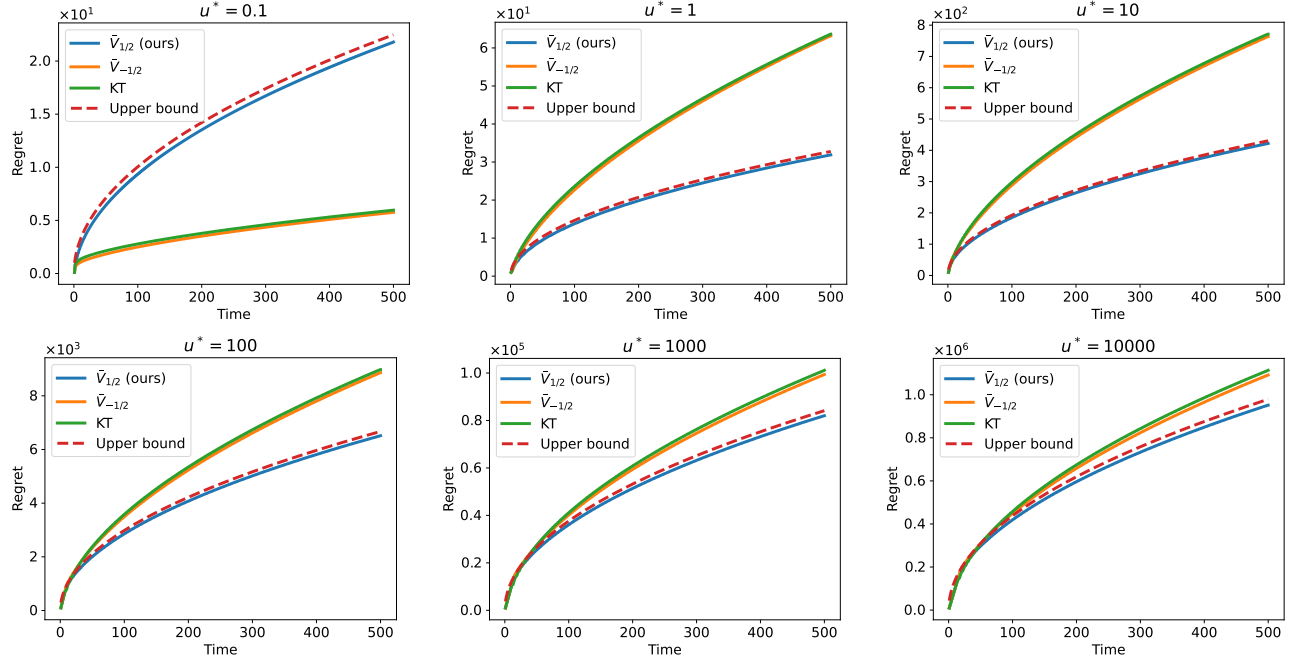 u* = 0.1
×10¹
2.0
1.5
1.0
0.5
0.0
Regret
V̄₁/₂ (ours)
V̄₋₁/₂
KT
Upper bound
0 100 200 300 400 500
Time
u* = 1
×10¹
6
5
4
3
2
1
0
Regret
V̄₁/₂ (ours)
V̄₋₁/₂
KT
Upper bound
0 100 200 300 400 500
Time
u* = 10
×10²
8
7
6
5
4
3
2
1
0
Regret
V̄₁/₂ (ours)
V̄₋₁/₂
KT
Upper bound
0 100 200 300 400 500
Time
u* = 100
×10³
8
6
4
2
0
Regret
V̄₁/₂ (ours)
V̄₋₁/₂
KT
Upper bound
0 100 200 300 400 500
Time
u* = 1000
×10⁵
1.0
0.8
0.6
0.4
0.2
0.0
Regret
V̄₁/₂ (ours)
V̄₋₁/₂
KT
Upper bound
0 100 200 300 400 500
Time
u* = 10000
×10⁶
1.0
0.8
0.6
0.4
0.2
0.0
Regret
V̄₁/₂ (ours)
V̄₋₁/₂
KT
Upper bound
0 100 200 300 400 500
Time